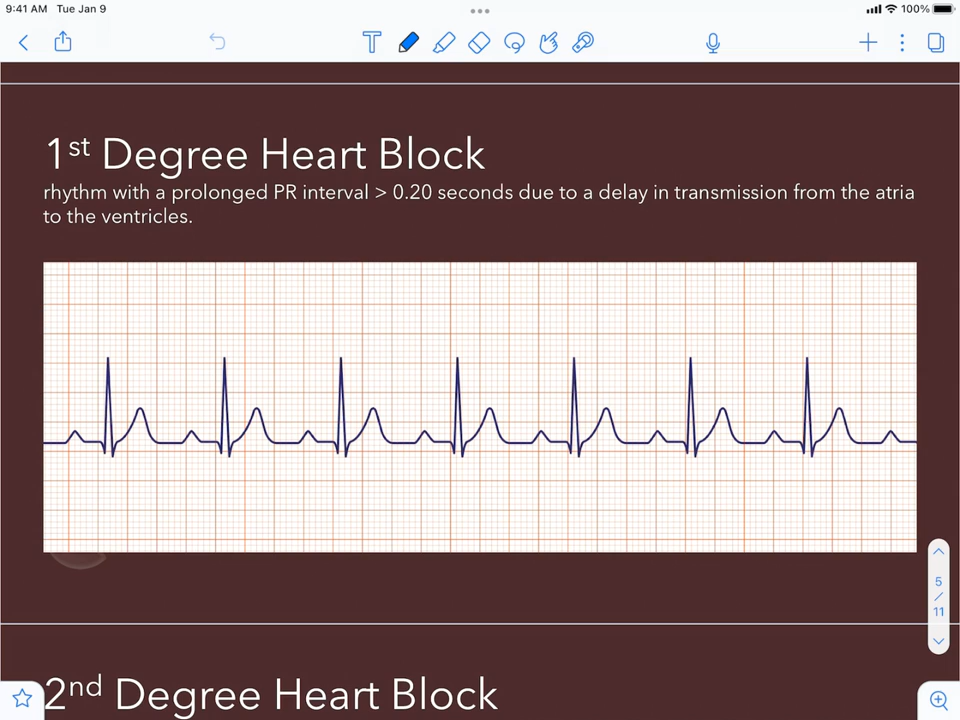 9:41 AM Tue Jan 9
100%
1st Degree Heart Block
rhythm with a prolonged PR interval > 0.20 seconds due to a delay in transmission from the atria
to the ventricles.
5
/
11
2nd Degree Heart Block